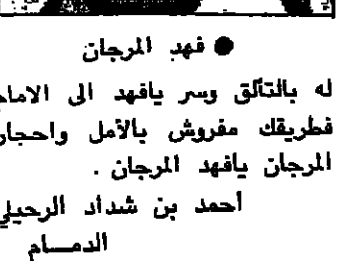 ● فهد المرجان
له بالتألق وسر يافهد الى الامام
فطريقك مفروش بالأمل واحجار
المرجان يافهد المرجان .
أحمد بن شداد الرحيلي
الدمـــام